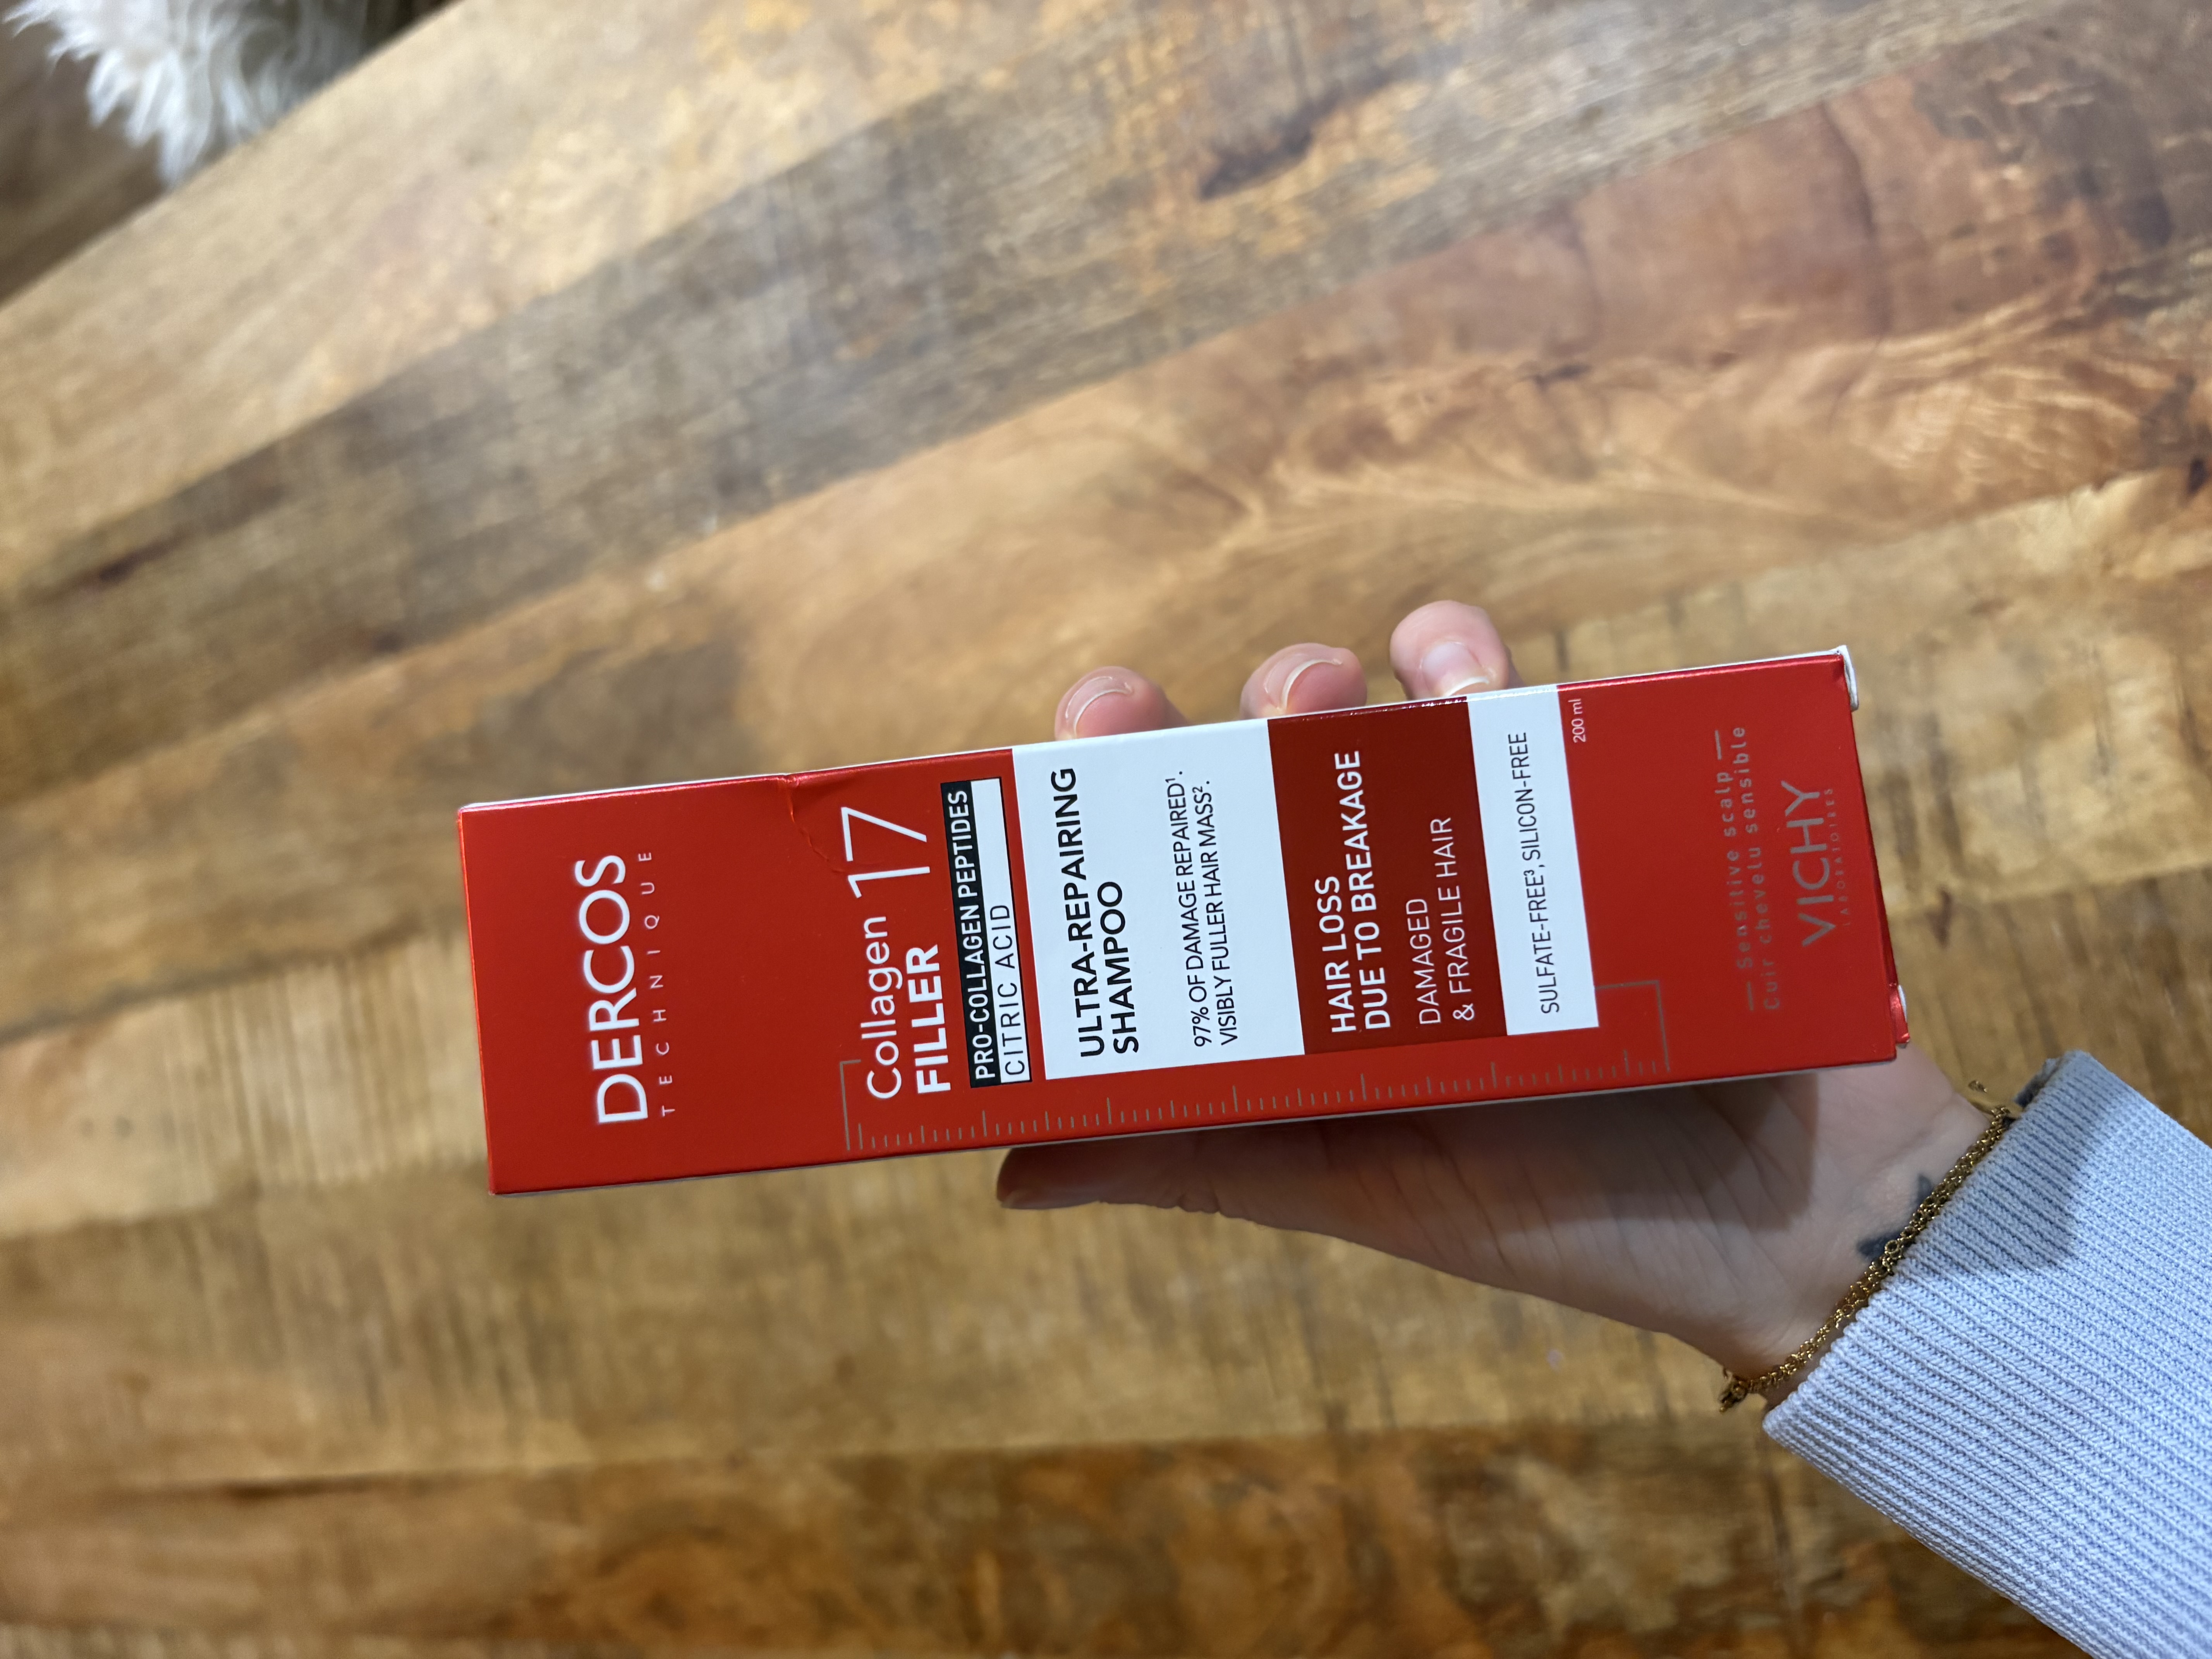 DERCOS
TECHNIQUE
Collagen 17
FILLER
PRO-COLLAGEN PEPTIDES
CITRIC ACID
ULTRA-REPAIRING
SHAMPOO
97% OF DAMAGE REPAIRED¹.
VISIBLY FULLER HAIR MASS².
HAIR LOSS
DUE TO BREAKAGE
DAMAGED
& FRAGILE HAIR
SULFATE-FREE³, SILICON-FREE
200 ml
— Sensitive scalp —
Cuir chevelu sensible
VICHY
LABORATOIRES